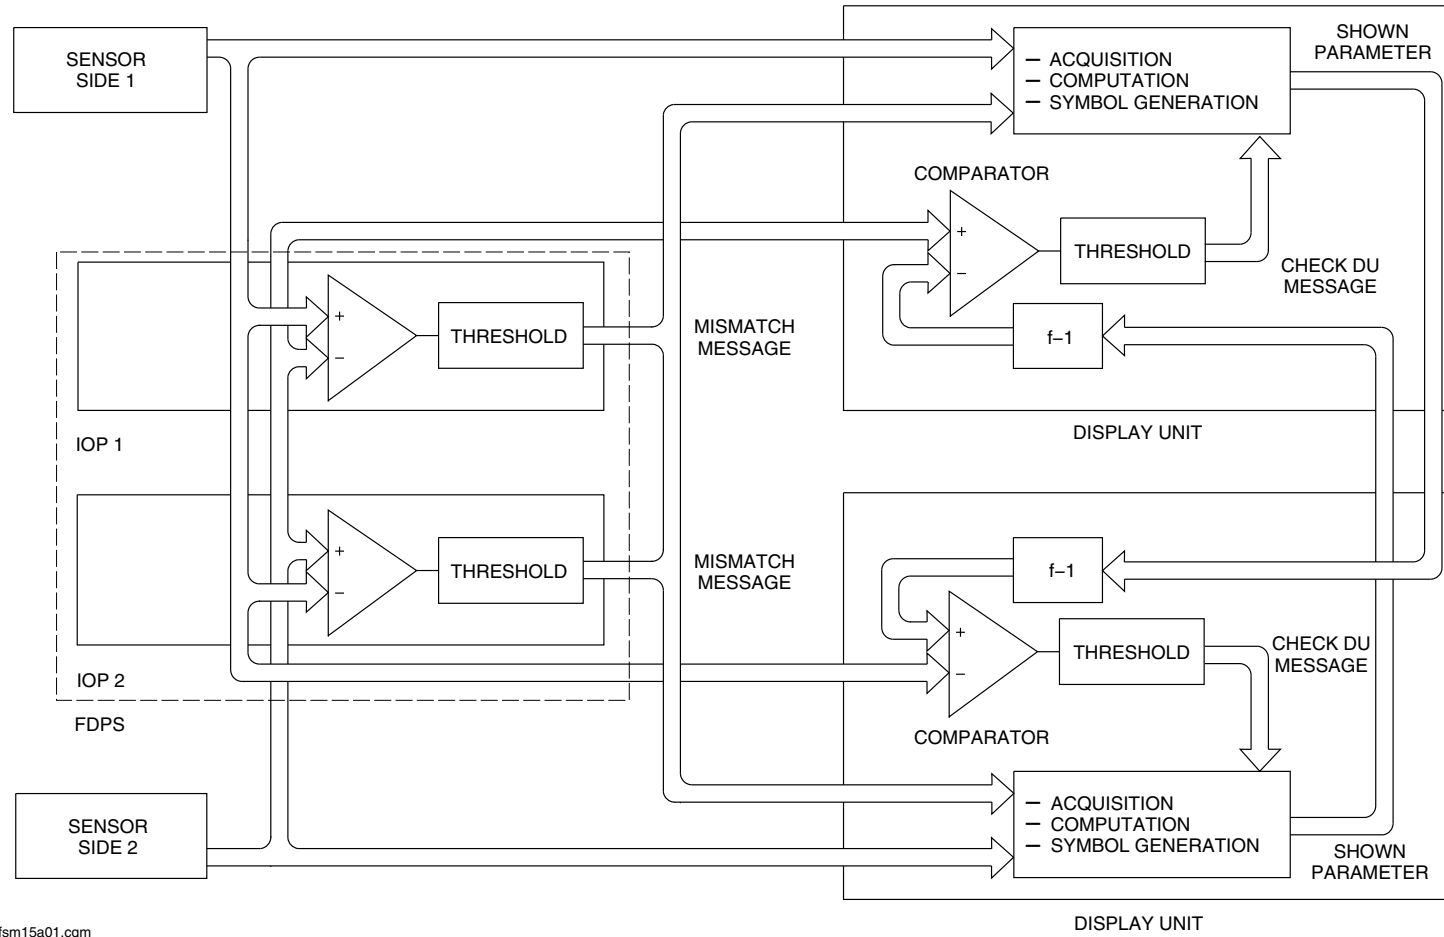 SENSOR
SIDE 1
— ACQUISITION
— COMPUTATION
— SYMBOL GENERATION
SHOWN
PARAMETER
COMPARATOR
+
−
THRESHOLD
CHECK DU
MESSAGE
f−1
DISPLAY UNIT
+
−
THRESHOLD
MISMATCH
MESSAGE
IOP 1
+
−
THRESHOLD
MISMATCH
MESSAGE
IOP 2
FDPS
f−1
+
−
THRESHOLD
CHECK DU
MESSAGE
COMPARATOR
SENSOR
SIDE 2
— ACQUISITION
— COMPUTATION
— SYMBOL GENERATION
SHOWN
PARAMETER
DISPLAY UNIT
fsm15a01.cgm